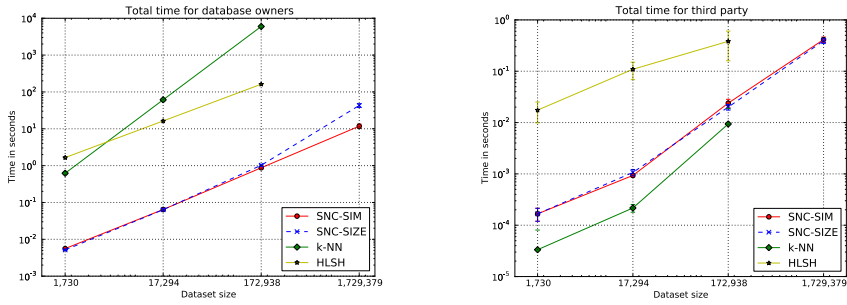 Total time for database owners
Time in seconds
10^4
10^3
10^2
10^1
10^0
10^-1
10^-2
10^-3
1,730
17,294
172,938
1,729,379
Dataset size
SNC-SIM
SNC-SIZE
k-NN
HLSH
Total time for third party
Time in seconds
10^0
10^-1
10^-2
10^-3
10^-4
10^-5
1,730
17,294
172,938
1,729,379
Dataset size
SNC-SIM
SNC-SIZE
k-NN
HLSH